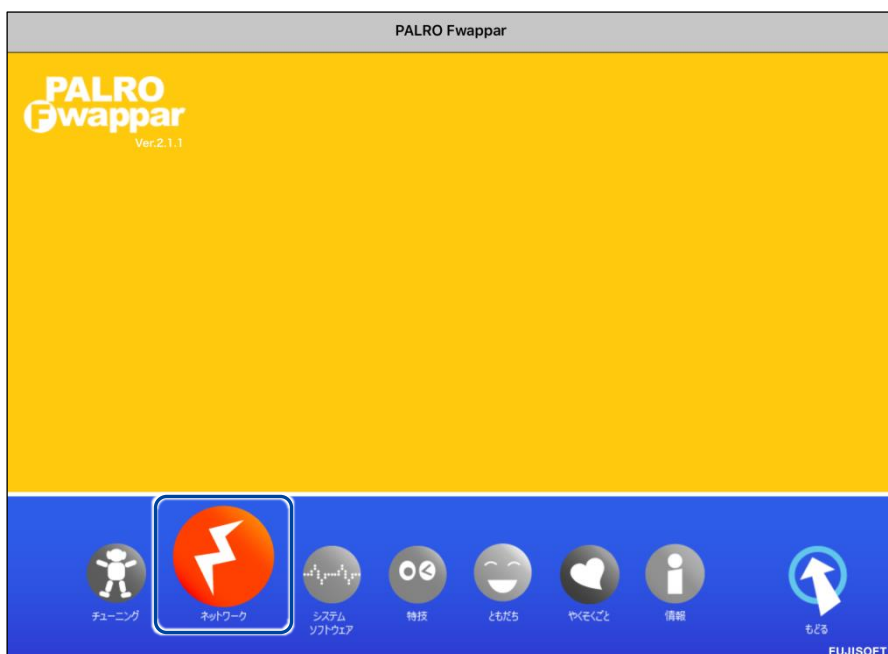 PALRO Fwappar
PALRO
Fwappar
Ver.2.1.1
チューニング
ネットワーク
システム
ソフトウェア
特技
ともだち
やくそくごと
情報
もどる
FUJISOFT